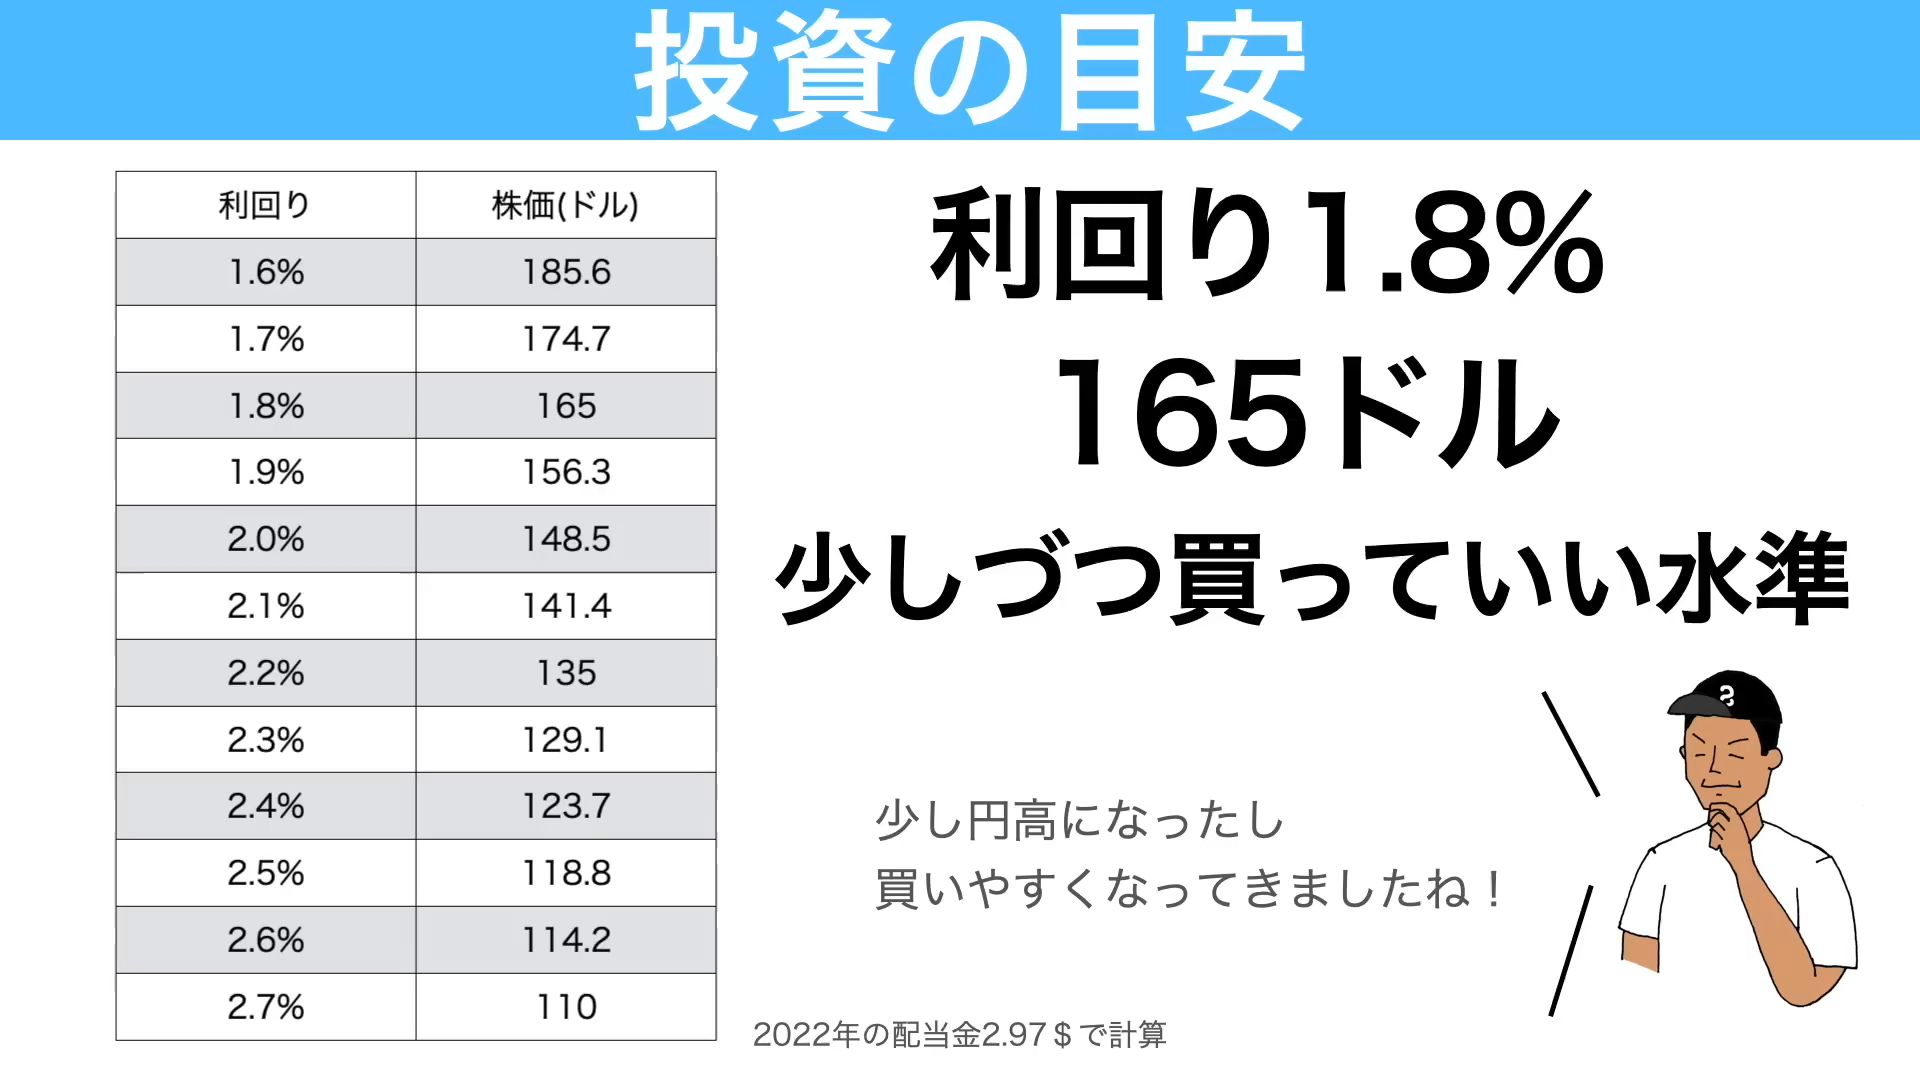 投資の目安
利回り 株価(ドル)
1.6% 185.6
1.7% 174.7
1.8% 165
1.9% 156.3
2.0% 148.5
2.1% 141.4
2.2% 135
2.3% 129.1
2.4% 123.7
2.5% 118.8
2.6% 114.2
2.7% 110
利回り1.8%
165ドル
少しづつ買っていい水準
少し円高になったし
買いやすくなってきましたね！
2022年の配当金2.97＄で計算